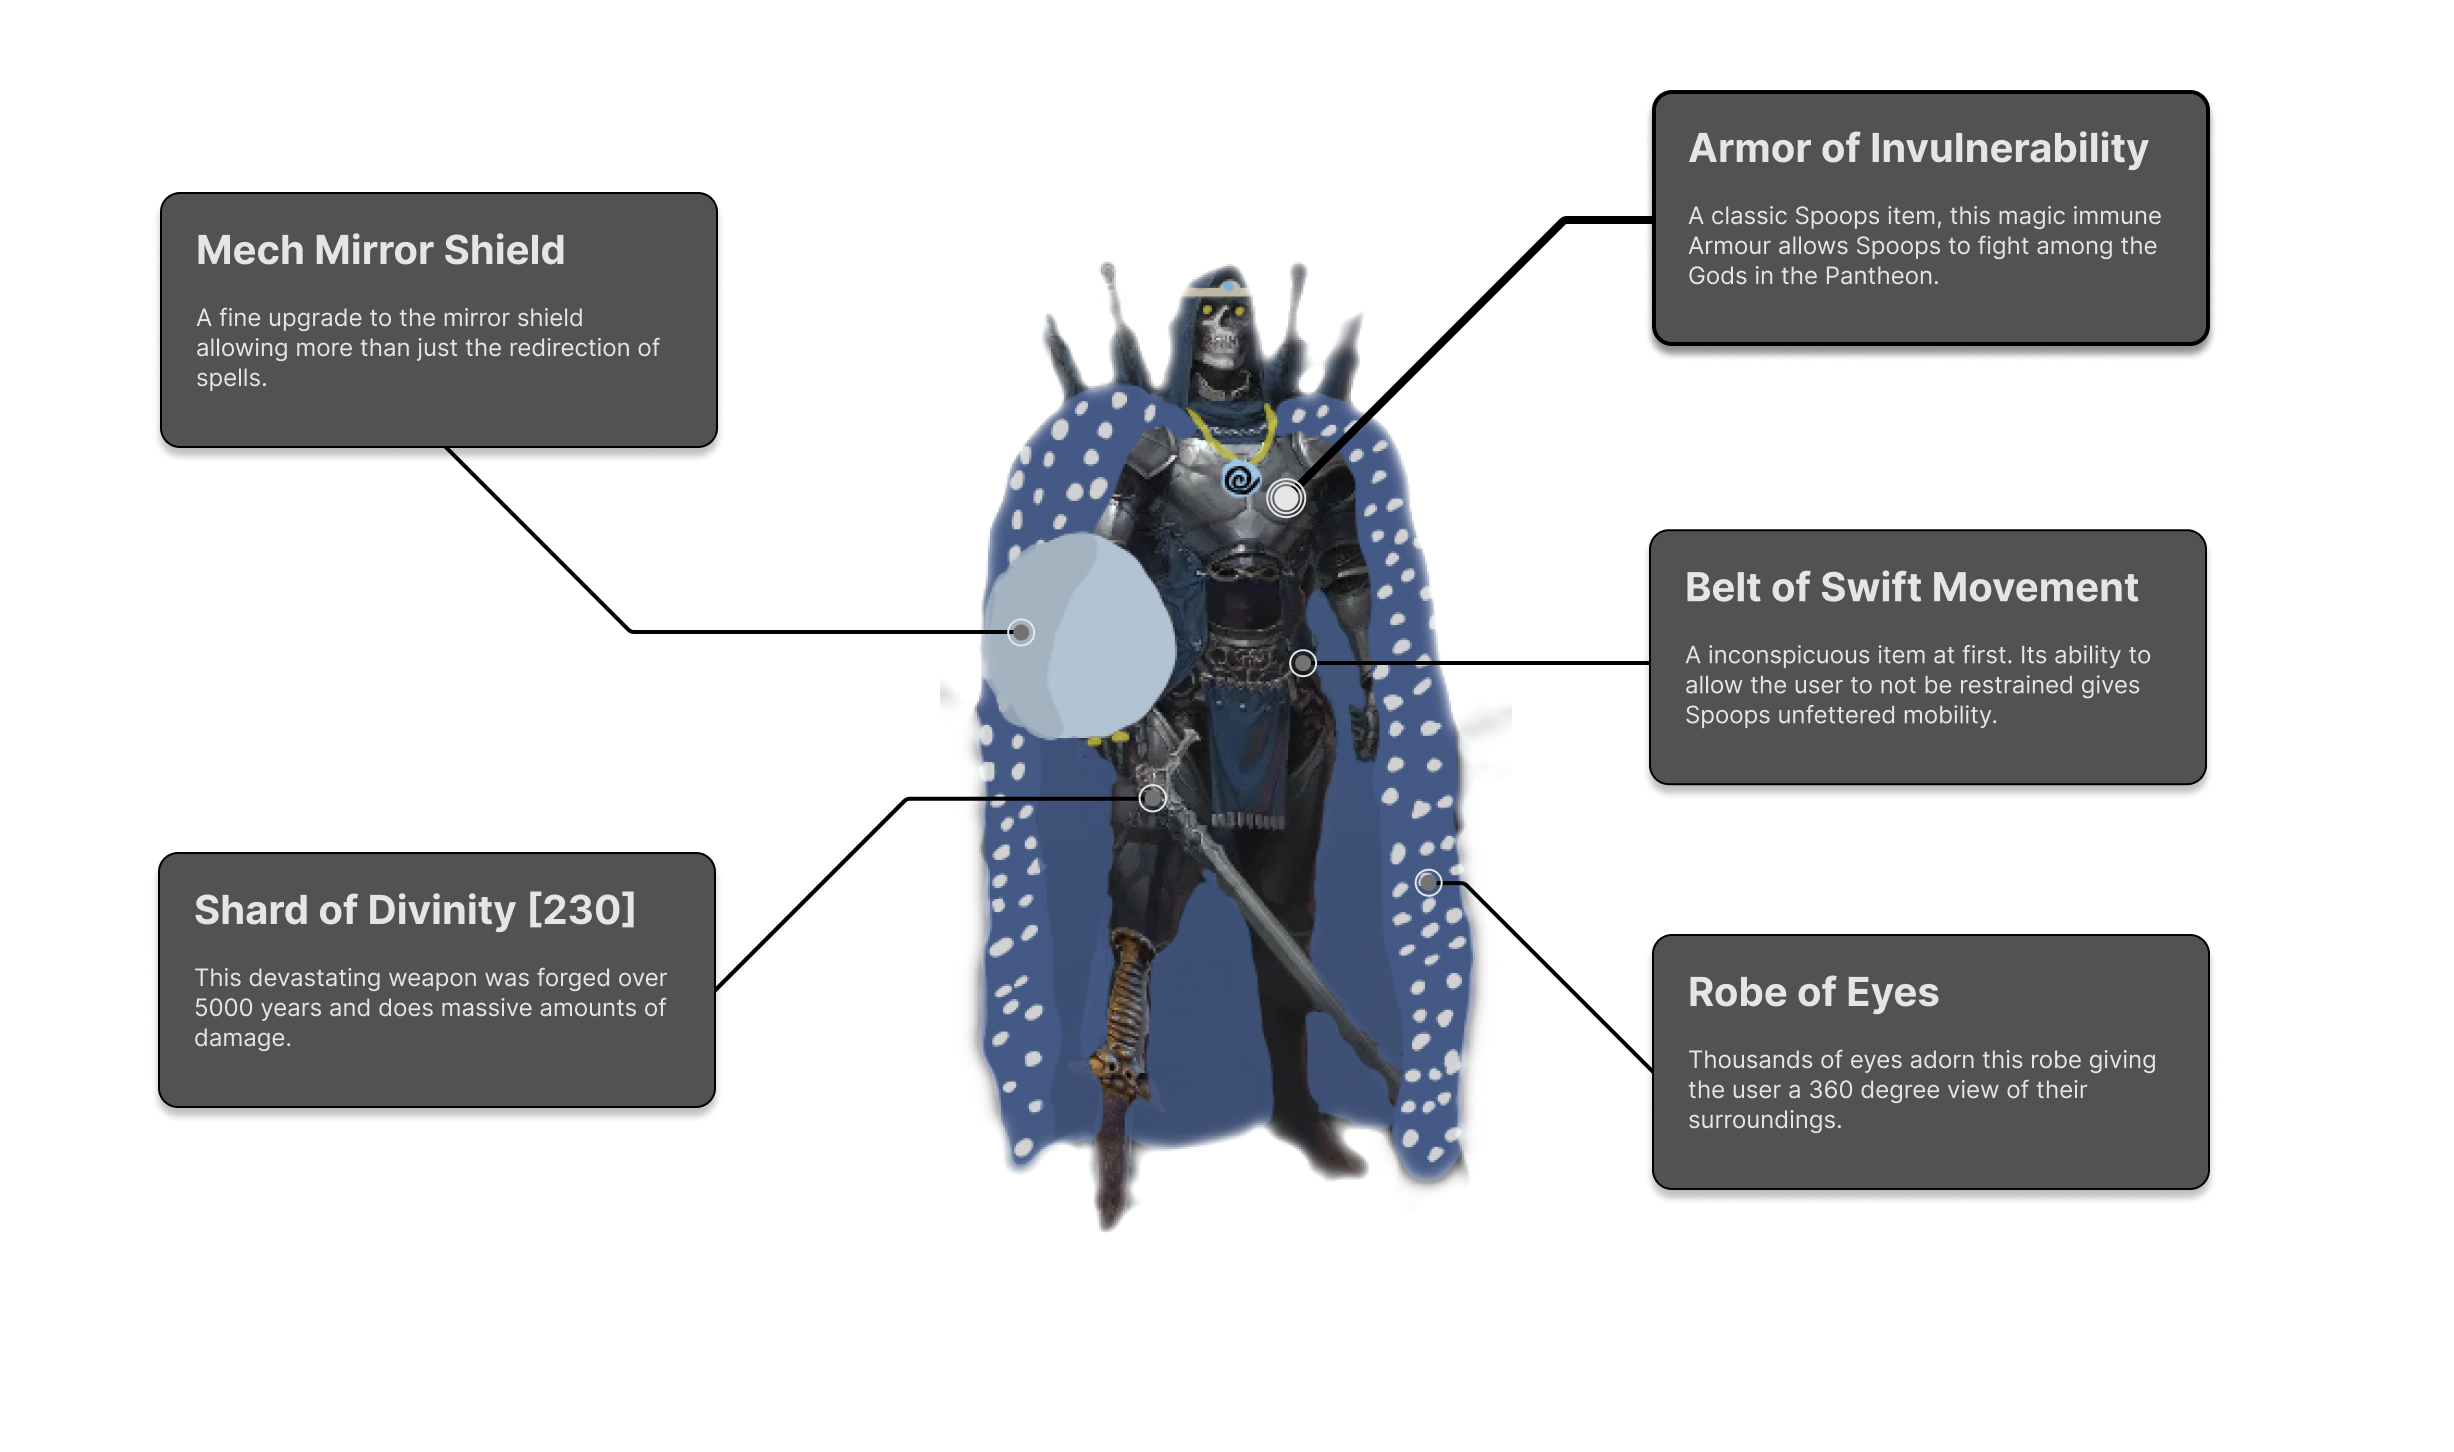 Mech Mirror Shield
A fine upgrade to the mirror shield
allowing more than just the redirection of
spells.
Shard of Divinity [230]
This devastating weapon was forged over
5000 years and does massive amounts of
damage.
Armor of Invulnerability
A classic Spoops item, this magic immune
Armour allows Spoops to fight among the
Gods in the Pantheon.
Belt of Swift Movement
A inconspicuous item at first. Its ability to
allow the user to not be restrained gives
Spoops unfettered mobility.
Robe of Eyes
Thousands of eyes adorn this robe giving
the user a 360 degree view of their
surroundings.